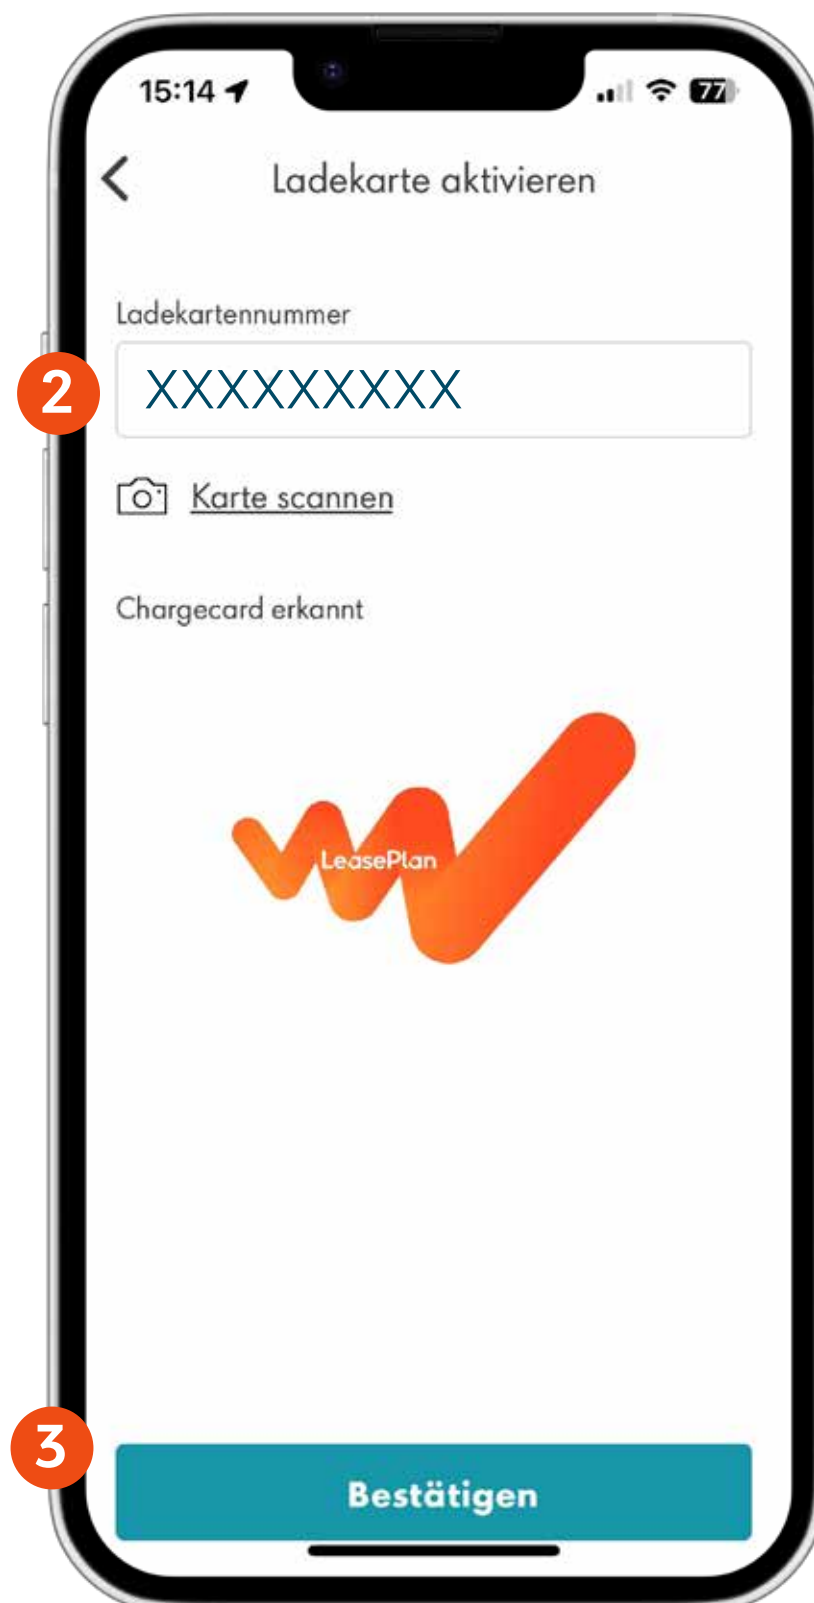 15:14
77
Ladekarte aktivieren
Ladekartennummer
2
XXXXXXXXX
Karte scannen
Chargecard erkannt
LeasePlan
3
Bestätigen